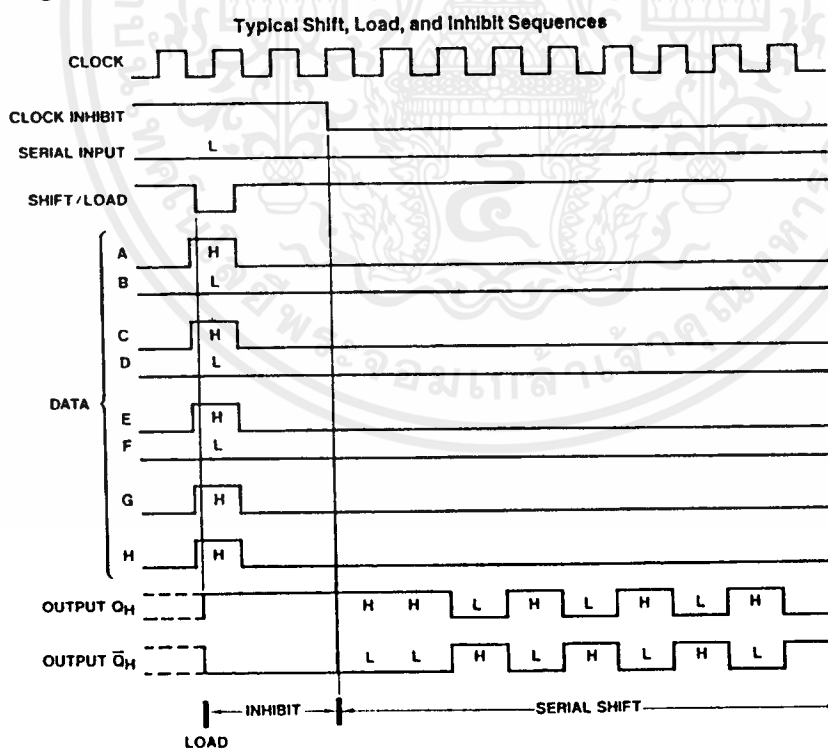 Typical Shift, Load, and Inhibit Sequences
CLOCK
CLOCK INHIBIT
SERIAL INPUT L
SHIFT/LOAD
DATA
A H
B L
C H
D L
E H
F L
G H
H H
OUTPUT QH H H L H L H L H
OUTPUT Q̅H L L H L H L H L
INHIBIT SERIAL SHIFT
LOAD